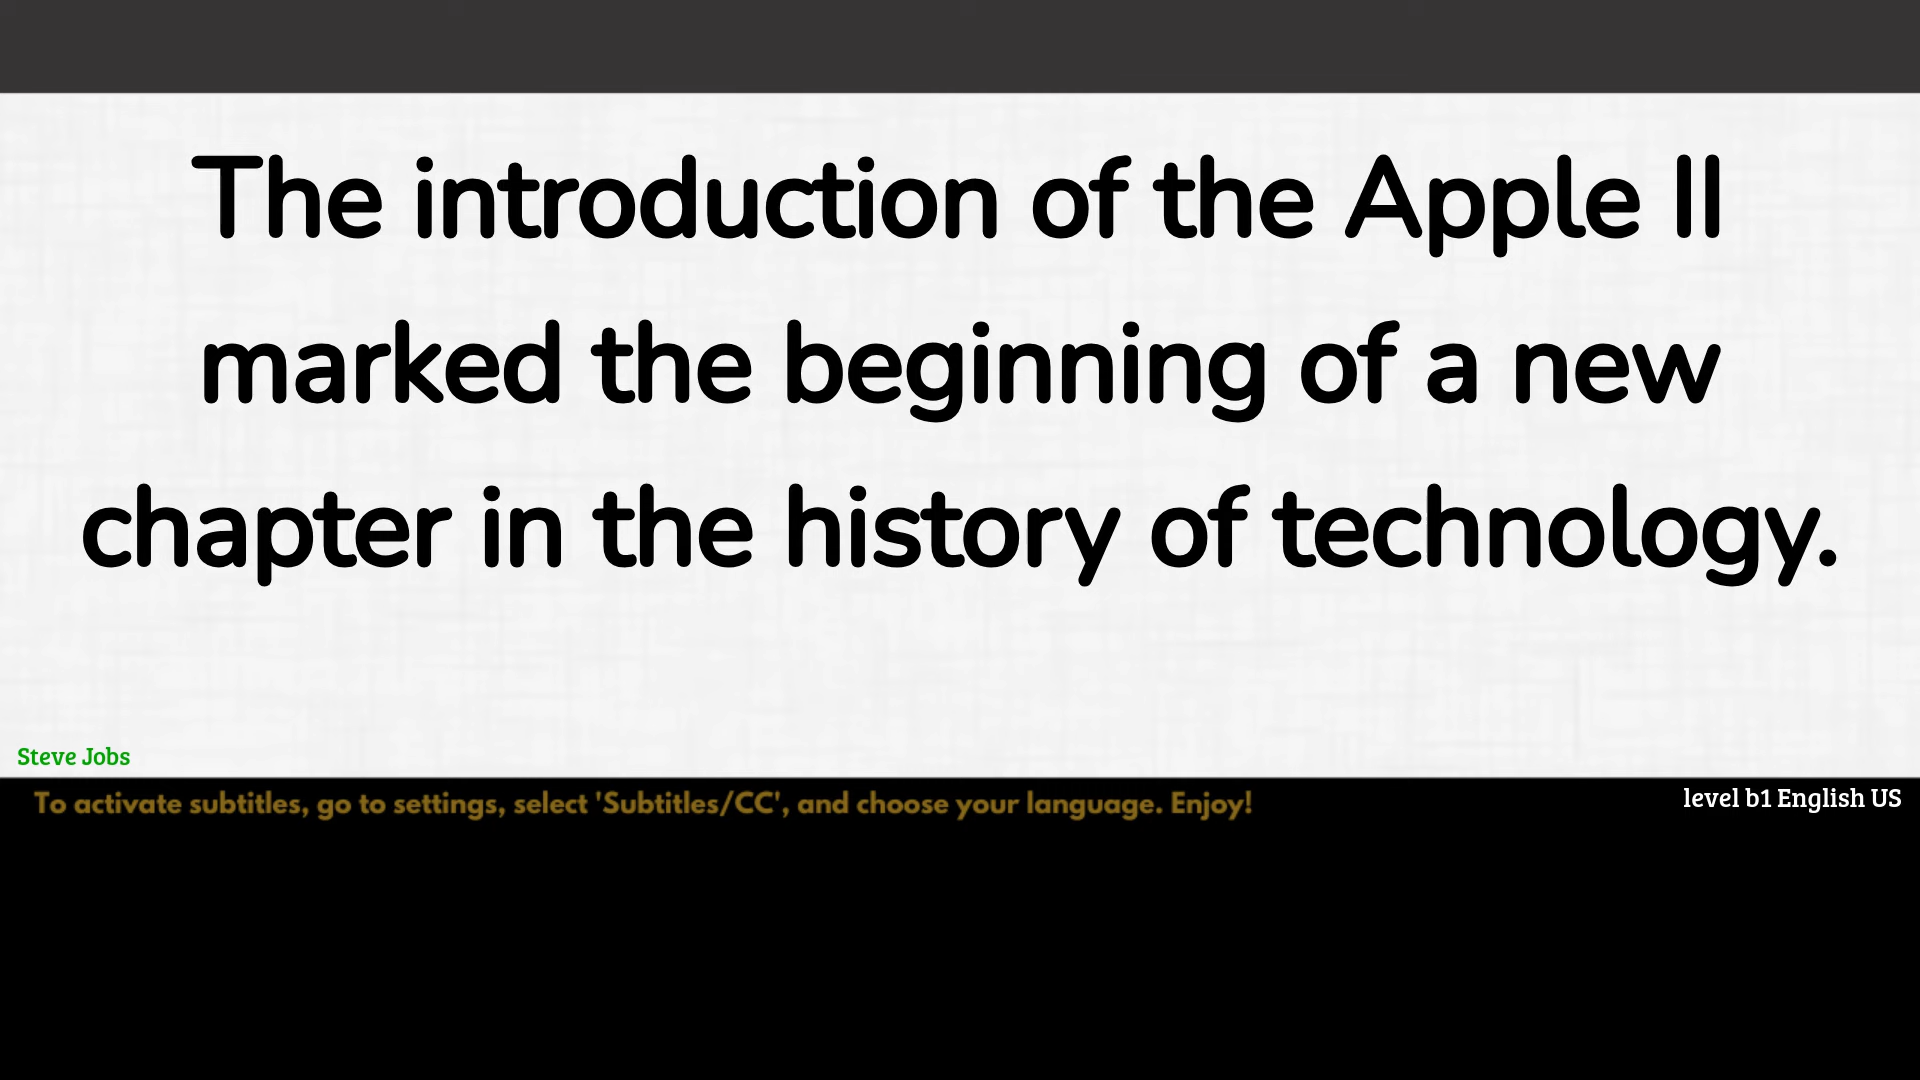 The introduction of the Apple II
marked the beginning of a new
chapter in the history of technology.
Steve Jobs
To activate subtitles, go to settings, select 'Subtitles/CC', and choose your language. Enjoy!
level b1 English US